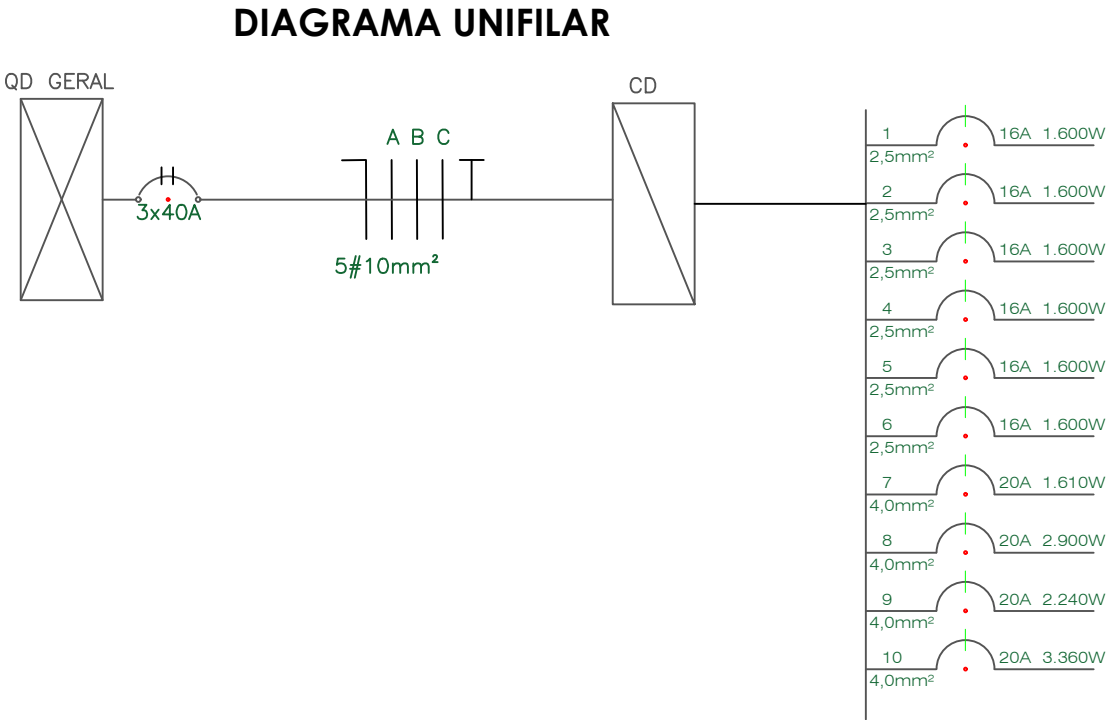 DIAGRAMA UNIFILAR
QD GERAL
CD
A B C
3x40A
5#10mm²
1 16A 1.600W
2,5mm²
2 16A 1.600W
2,5mm²
3 16A 1.600W
2,5mm²
4 16A 1.600W
2,5mm²
5 16A 1.600W
2,5mm²
6 16A 1.600W
2,5mm²
7 20A 1.610W
4,0mm²
8 20A 2.900W
4,0mm²
9 20A 2.240W
4,0mm²
10 20A 3.360W
4,0mm²